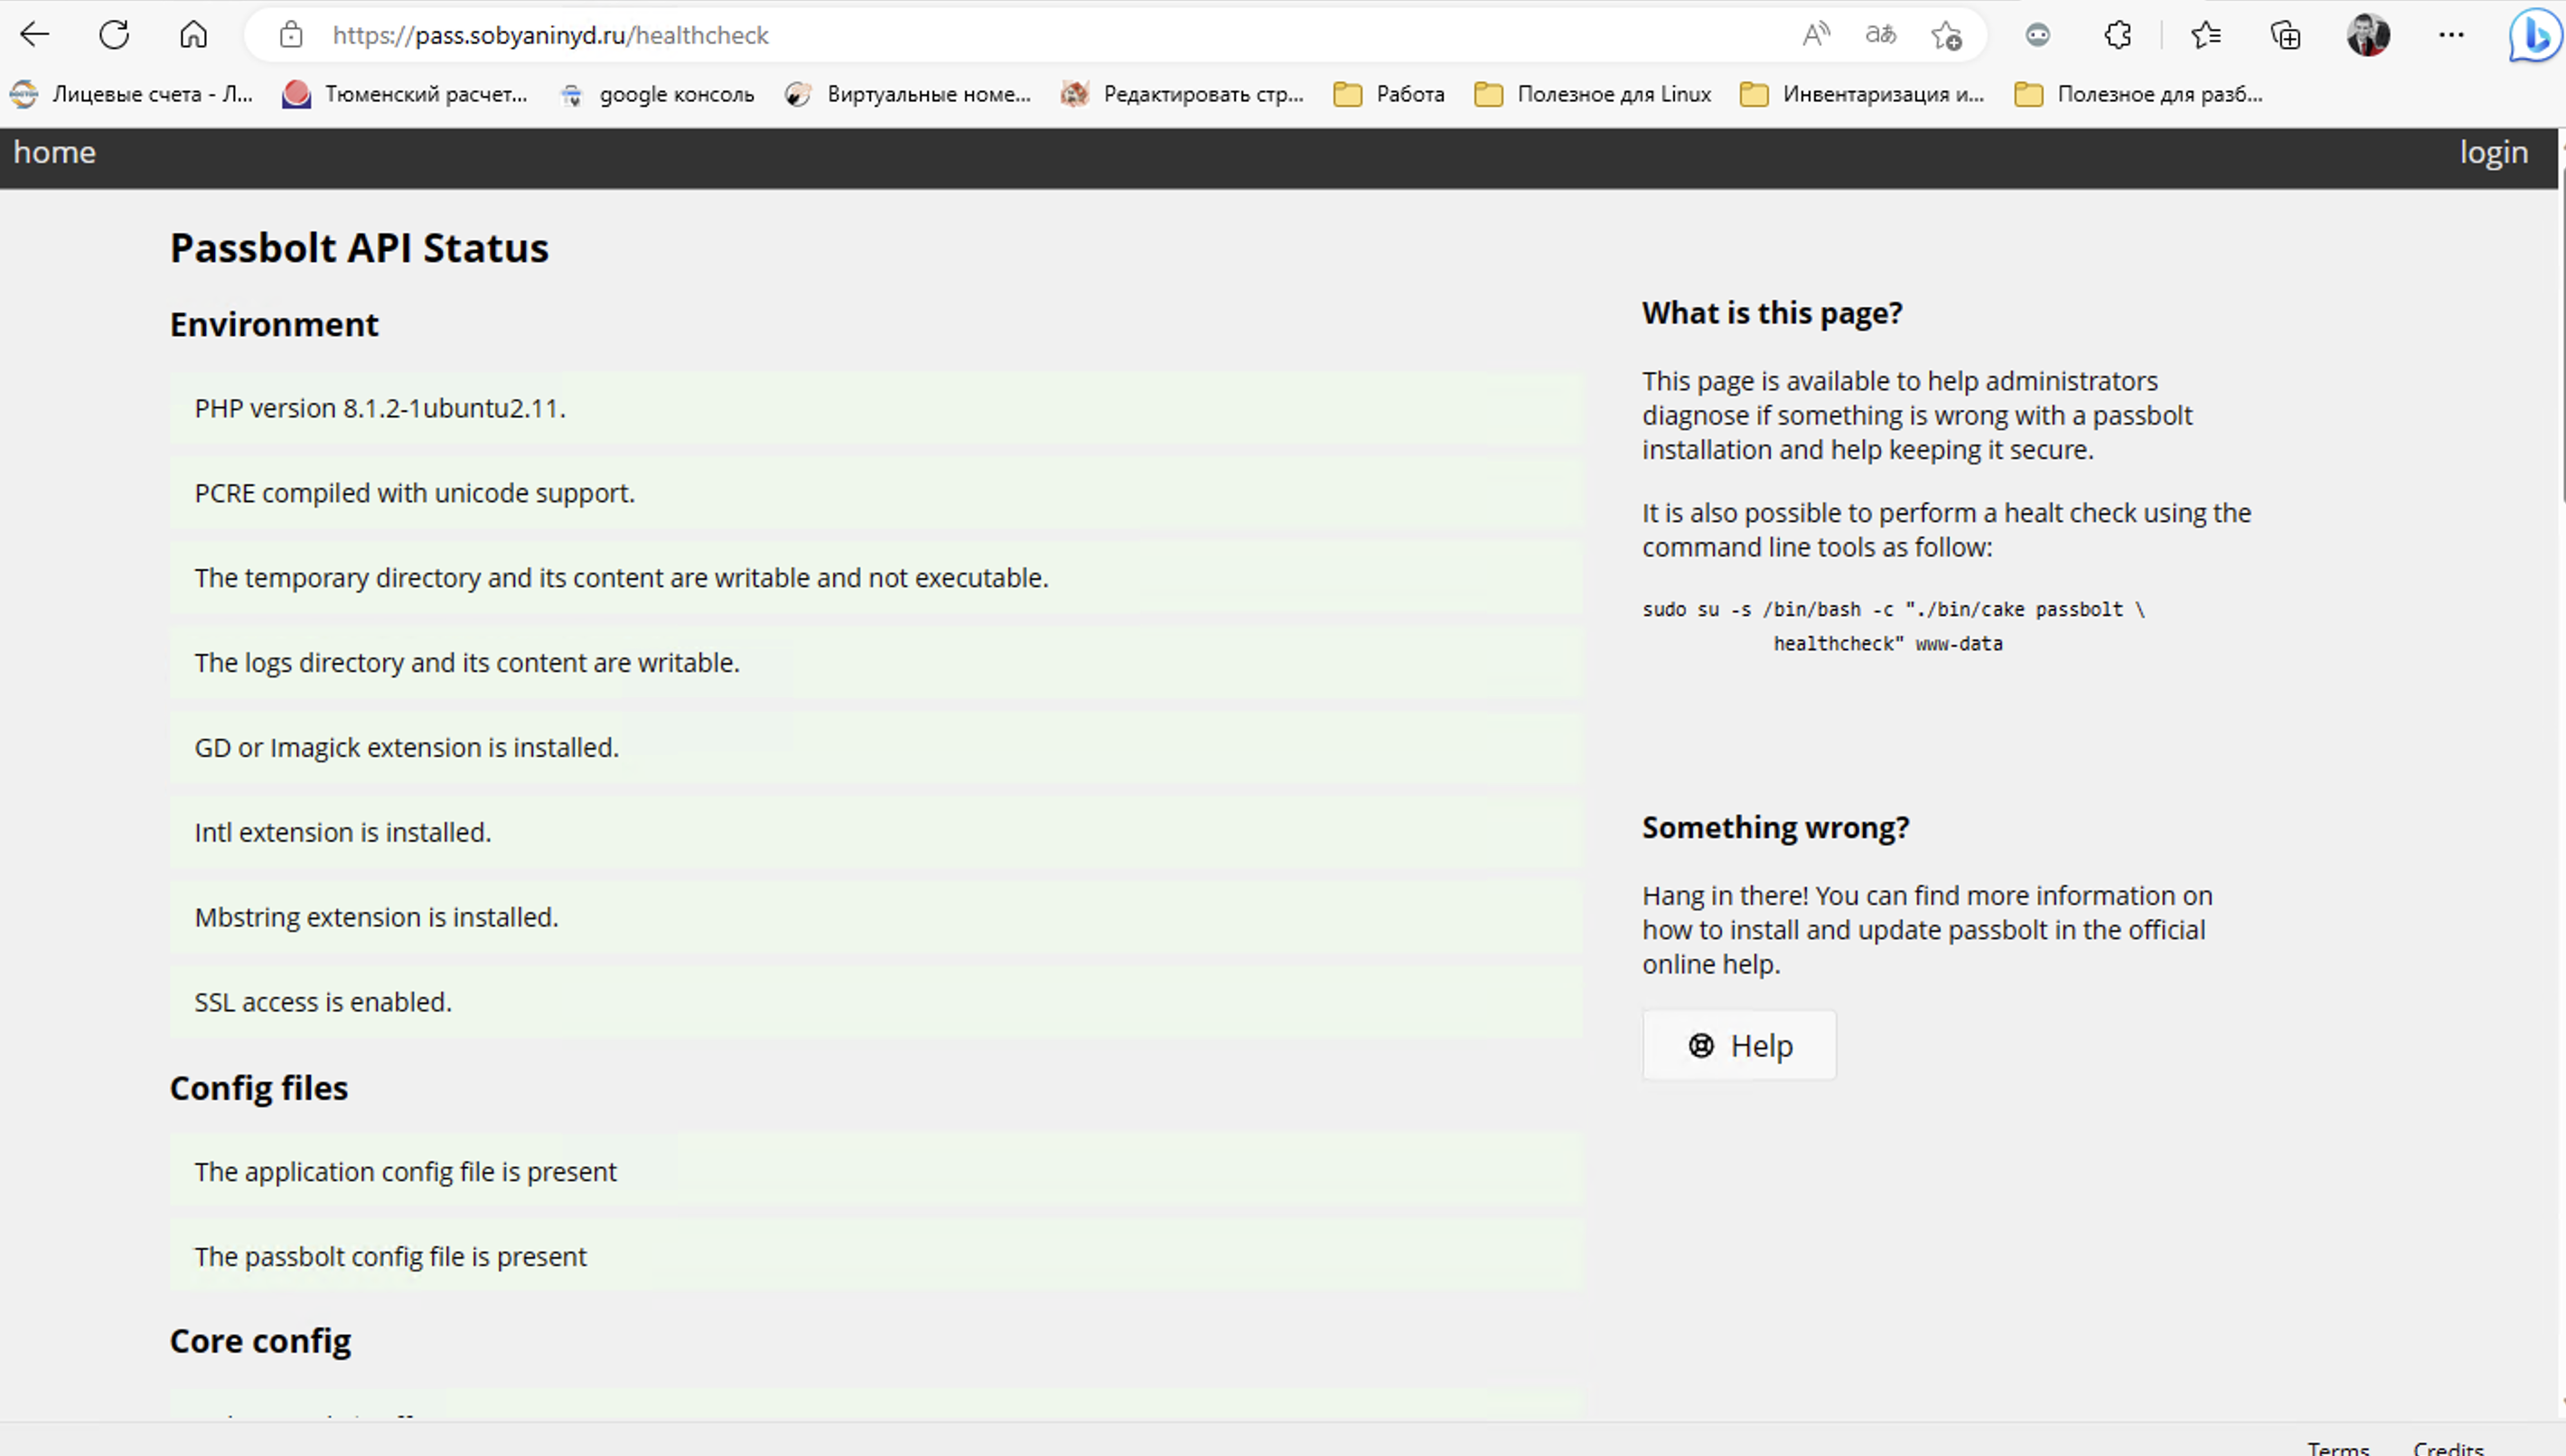 https://pass.sobyaninyd.ru/healthcheck
Лицевые счета - Л...
Тюменский расчет...
google консоль
Виртуальные номе...
Редактировать стр...
Работа
Полезное для Linux
Инвентаризация и...
Полезное для разб...
home
login
Passbolt API Status
Environment
PHP version 8.1.2-1ubuntu2.11.
PCRE compiled with unicode support.
The temporary directory and its content are writable and not executable.
The logs directory and its content are writable.
GD or Imagick extension is installed.
Intl extension is installed.
Mbstring extension is installed.
SSL access is enabled.
Config files
The application config file is present
The passbolt config file is present
Core config
What is this page?
This page is available to help administrators
diagnose if something is wrong with a passbolt
installation and help keeping it secure.
It is also possible to perform a healt check using the
command line tools as follow:
sudo su -s /bin/bash -c "./bin/cake passbolt \
healthcheck" www-data
Something wrong?
Hang in there! You can find more information on
how to install and update passbolt in the official
online help.
Help
Terms
Credits